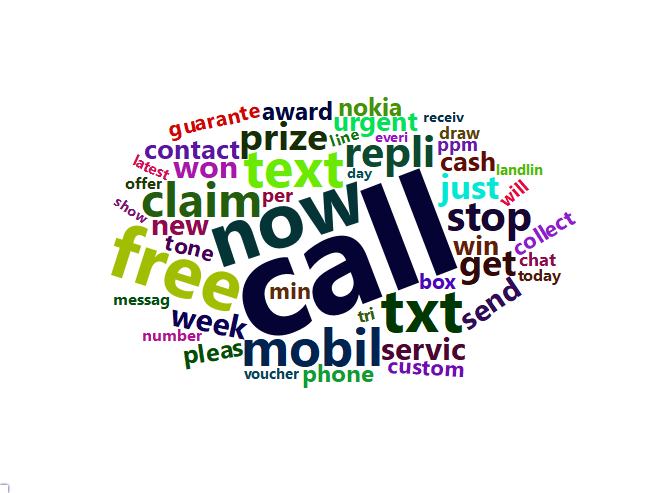 nokia
guarante award receiv
urgent draw
line everi
contact prize repli ppm
latest won text cash landlin
offer day
claim per just will
show new now stop
tone win collect
free call get chat
min box today
messag tri txt send
week
number mobil servic
pleas
voucher phone custom